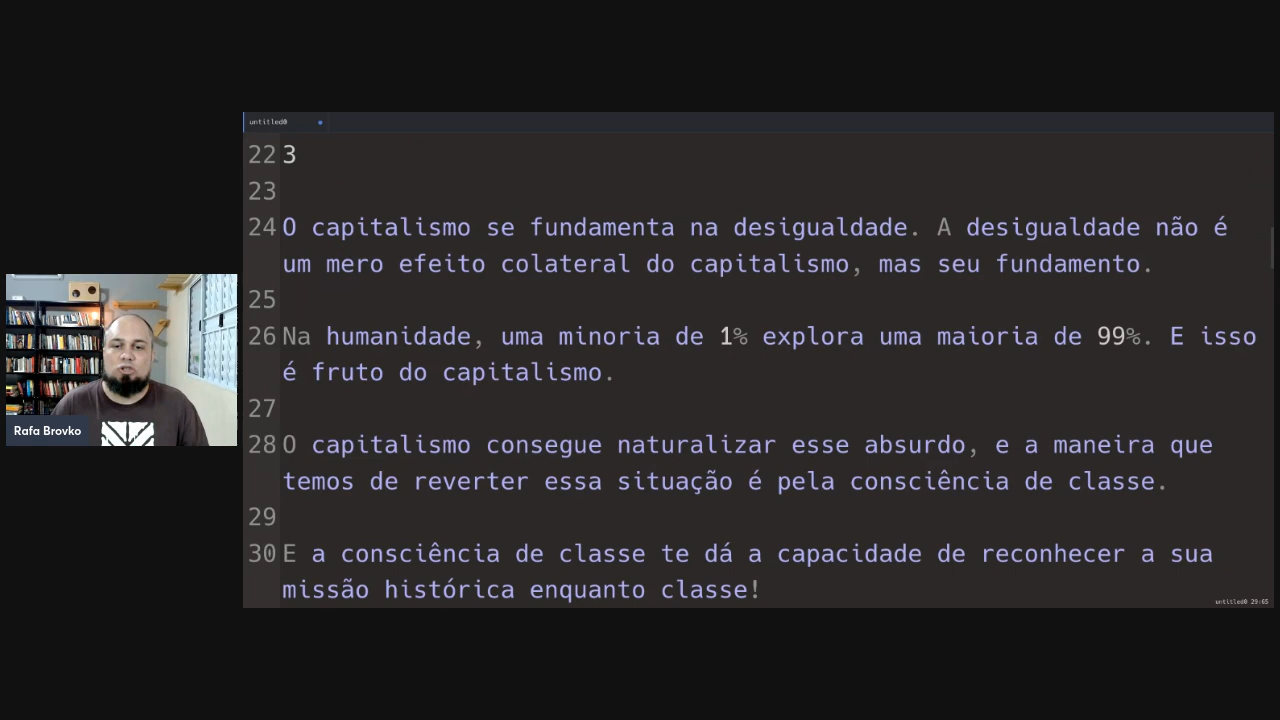 untitled0
22 3
23
24 O capitalismo se fundamenta na desigualdade. A desigualdade não é
um mero efeito colateral do capitalismo, mas seu fundamento.
25
26 Na humanidade, uma minoria de 1% explora uma maioria de 99%. E isso
é fruto do capitalismo.
27
28 O capitalismo consegue naturalizar esse absurdo, e a maneira que
temos de reverter essa situação é pela consciência de classe.
29
30 E a consciência de classe te dá a capacidade de reconhecer a sua
missão histórica enquanto classe!
untitled0 29:65
Rafa Brovko